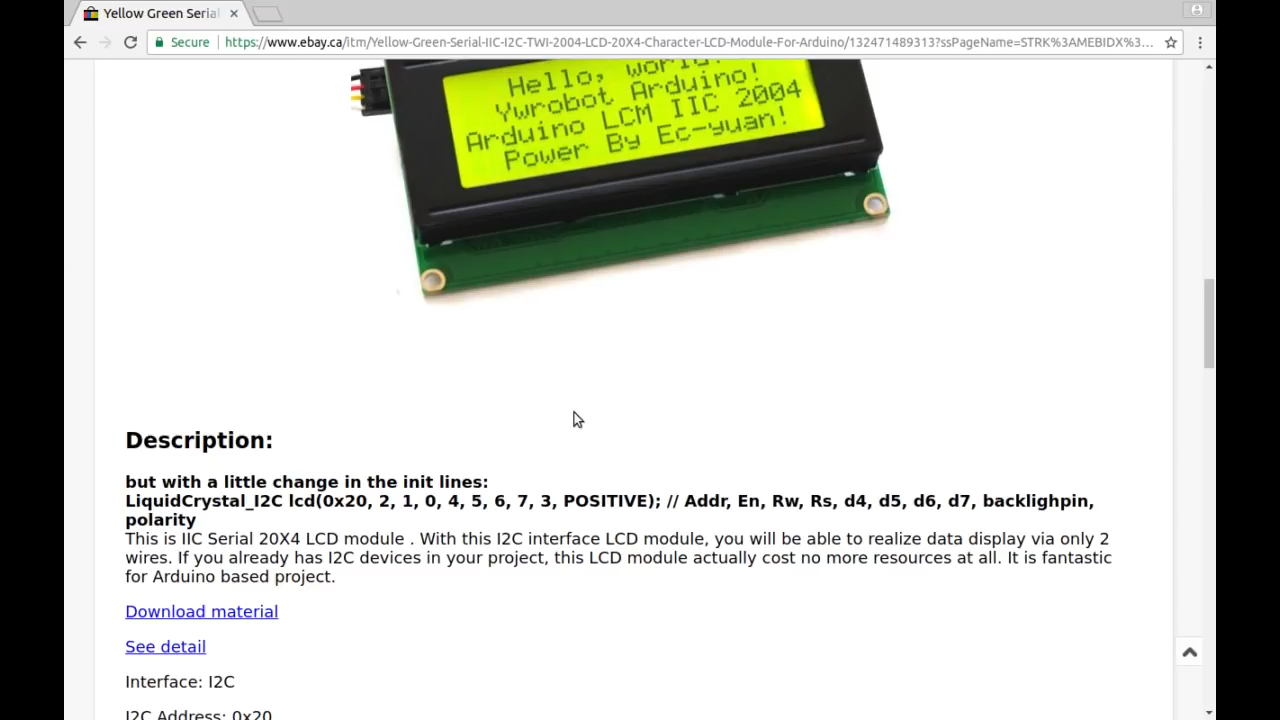 Yellow Green Serial
Secure
https://www.ebay.ca/itm/Yellow-Green-Serial-IIC-I2C-TWI-2004-LCD-20X4-Character-LCD-Module-For-Arduino/132471489313?ssPageName=STRK%3AMEBIDX%3...
Hello, world!
Ywrobot Arduino!
Arduino LCM IIC 2004
Power By Ec-yuan!
Description:
but with a little change in the init lines:
LiquidCrystal_I2C lcd(0x20, 2, 1, 0, 4, 5, 6, 7, 3, POSITIVE); // Addr, En, Rw, Rs, d4, d5, d6, d7, backlighpin,
polarity
This is IIC Serial 20X4 LCD module . With this I2C interface LCD module, you will be able to realize data display via only 2
wires. If you already has I2C devices in your project, this LCD module actually cost no more resources at all. It is fantastic
for Arduino based project.
Download material
See detail
Interface: I2C
I2C Address: 0x20